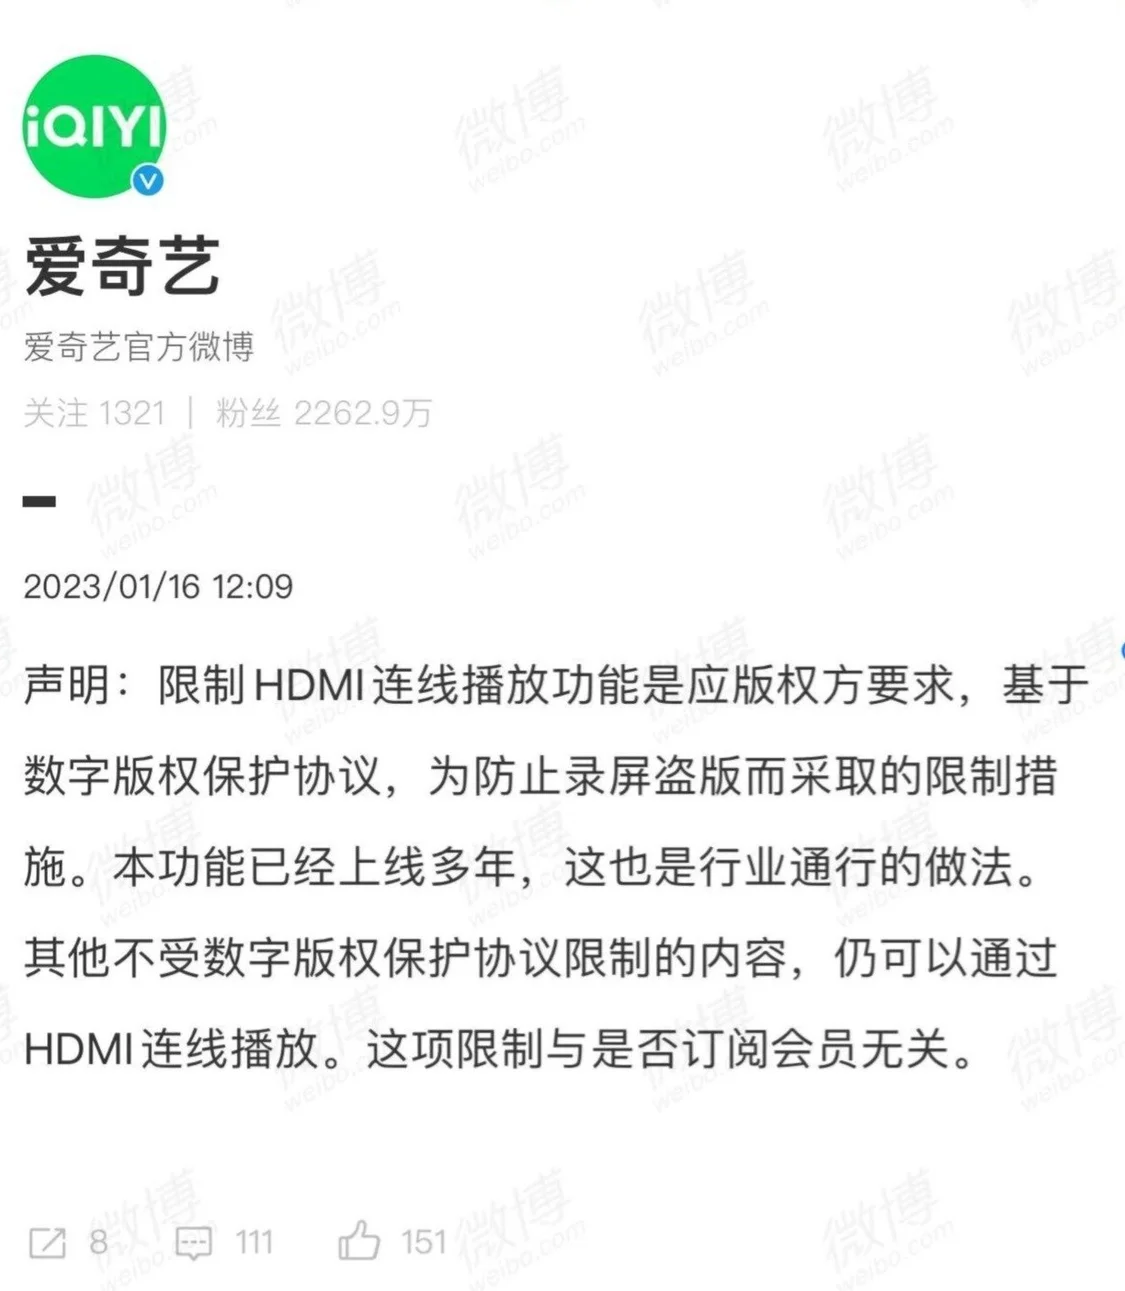 iQIYI
爱奇艺
爱奇艺官方微博
关注 1321 | 粉丝 2262.9万
2023/01/16 12:09
声明：限制HDMI连线播放功能是应版权方要求，基于
数字版权保护协议，为防止录屏盗版而采取的限制措
施。本功能已经上线多年，这也是行业通行的做法。
其他不受数字版权保护协议限制的内容，仍可以通过
HDMI连线播放。这项限制与是否订阅会员无关。
8 111 151
微博
weibo.com